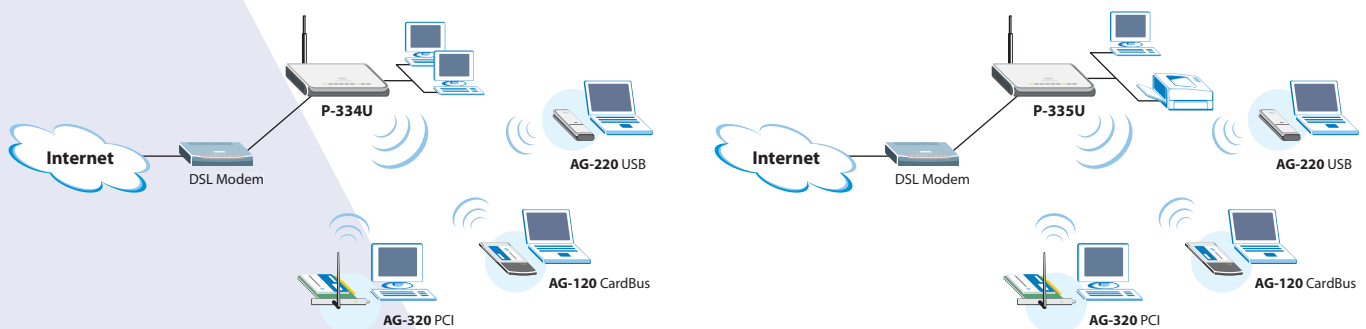 P-334U
Internet
DSL Modem
AG-220 USB
AG-120 CardBus
AG-320 PCI
P-335U
Internet
DSL Modem
AG-220 USB
AG-120 CardBus
AG-320 PCI